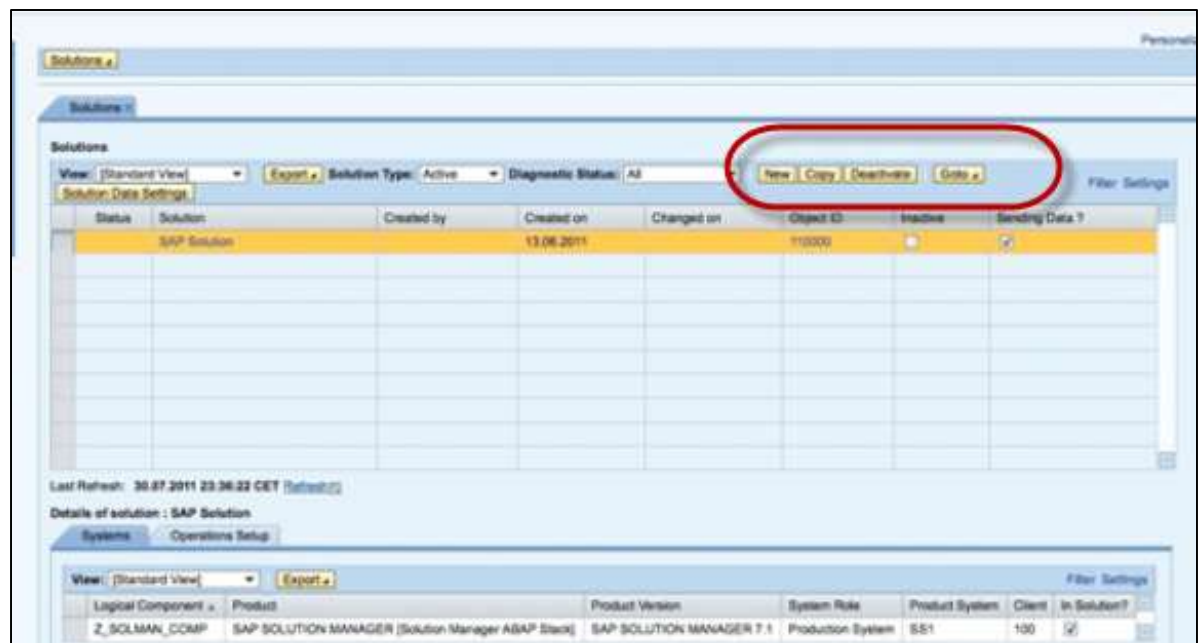 Solutions
Solutions
Solutions
View: [Standard View] Export Solution Type: Active Diagnostic Status: All New Copy Deactivate Goto Filter Settings
Solution Data Settings
Status Solution Created by Created on Changed on Object ID Inactive Sending Data ?
SAP Solution 13.06.2011 110000
Last Refresh: 30.07.2011 23:36:22 CET Refresh
Details of solution : SAP Solution
Systems Operations Setup
View: [Standard View] Export Filter Settings
Logical Component Product Product Version System Role Product System Client In Solution?
Z_SOLMAN_COMP SAP SOLUTION MANAGER [Solution Manager ABAP Stack] SAP SOLUTION MANAGER 7.1 Production System SS1 100